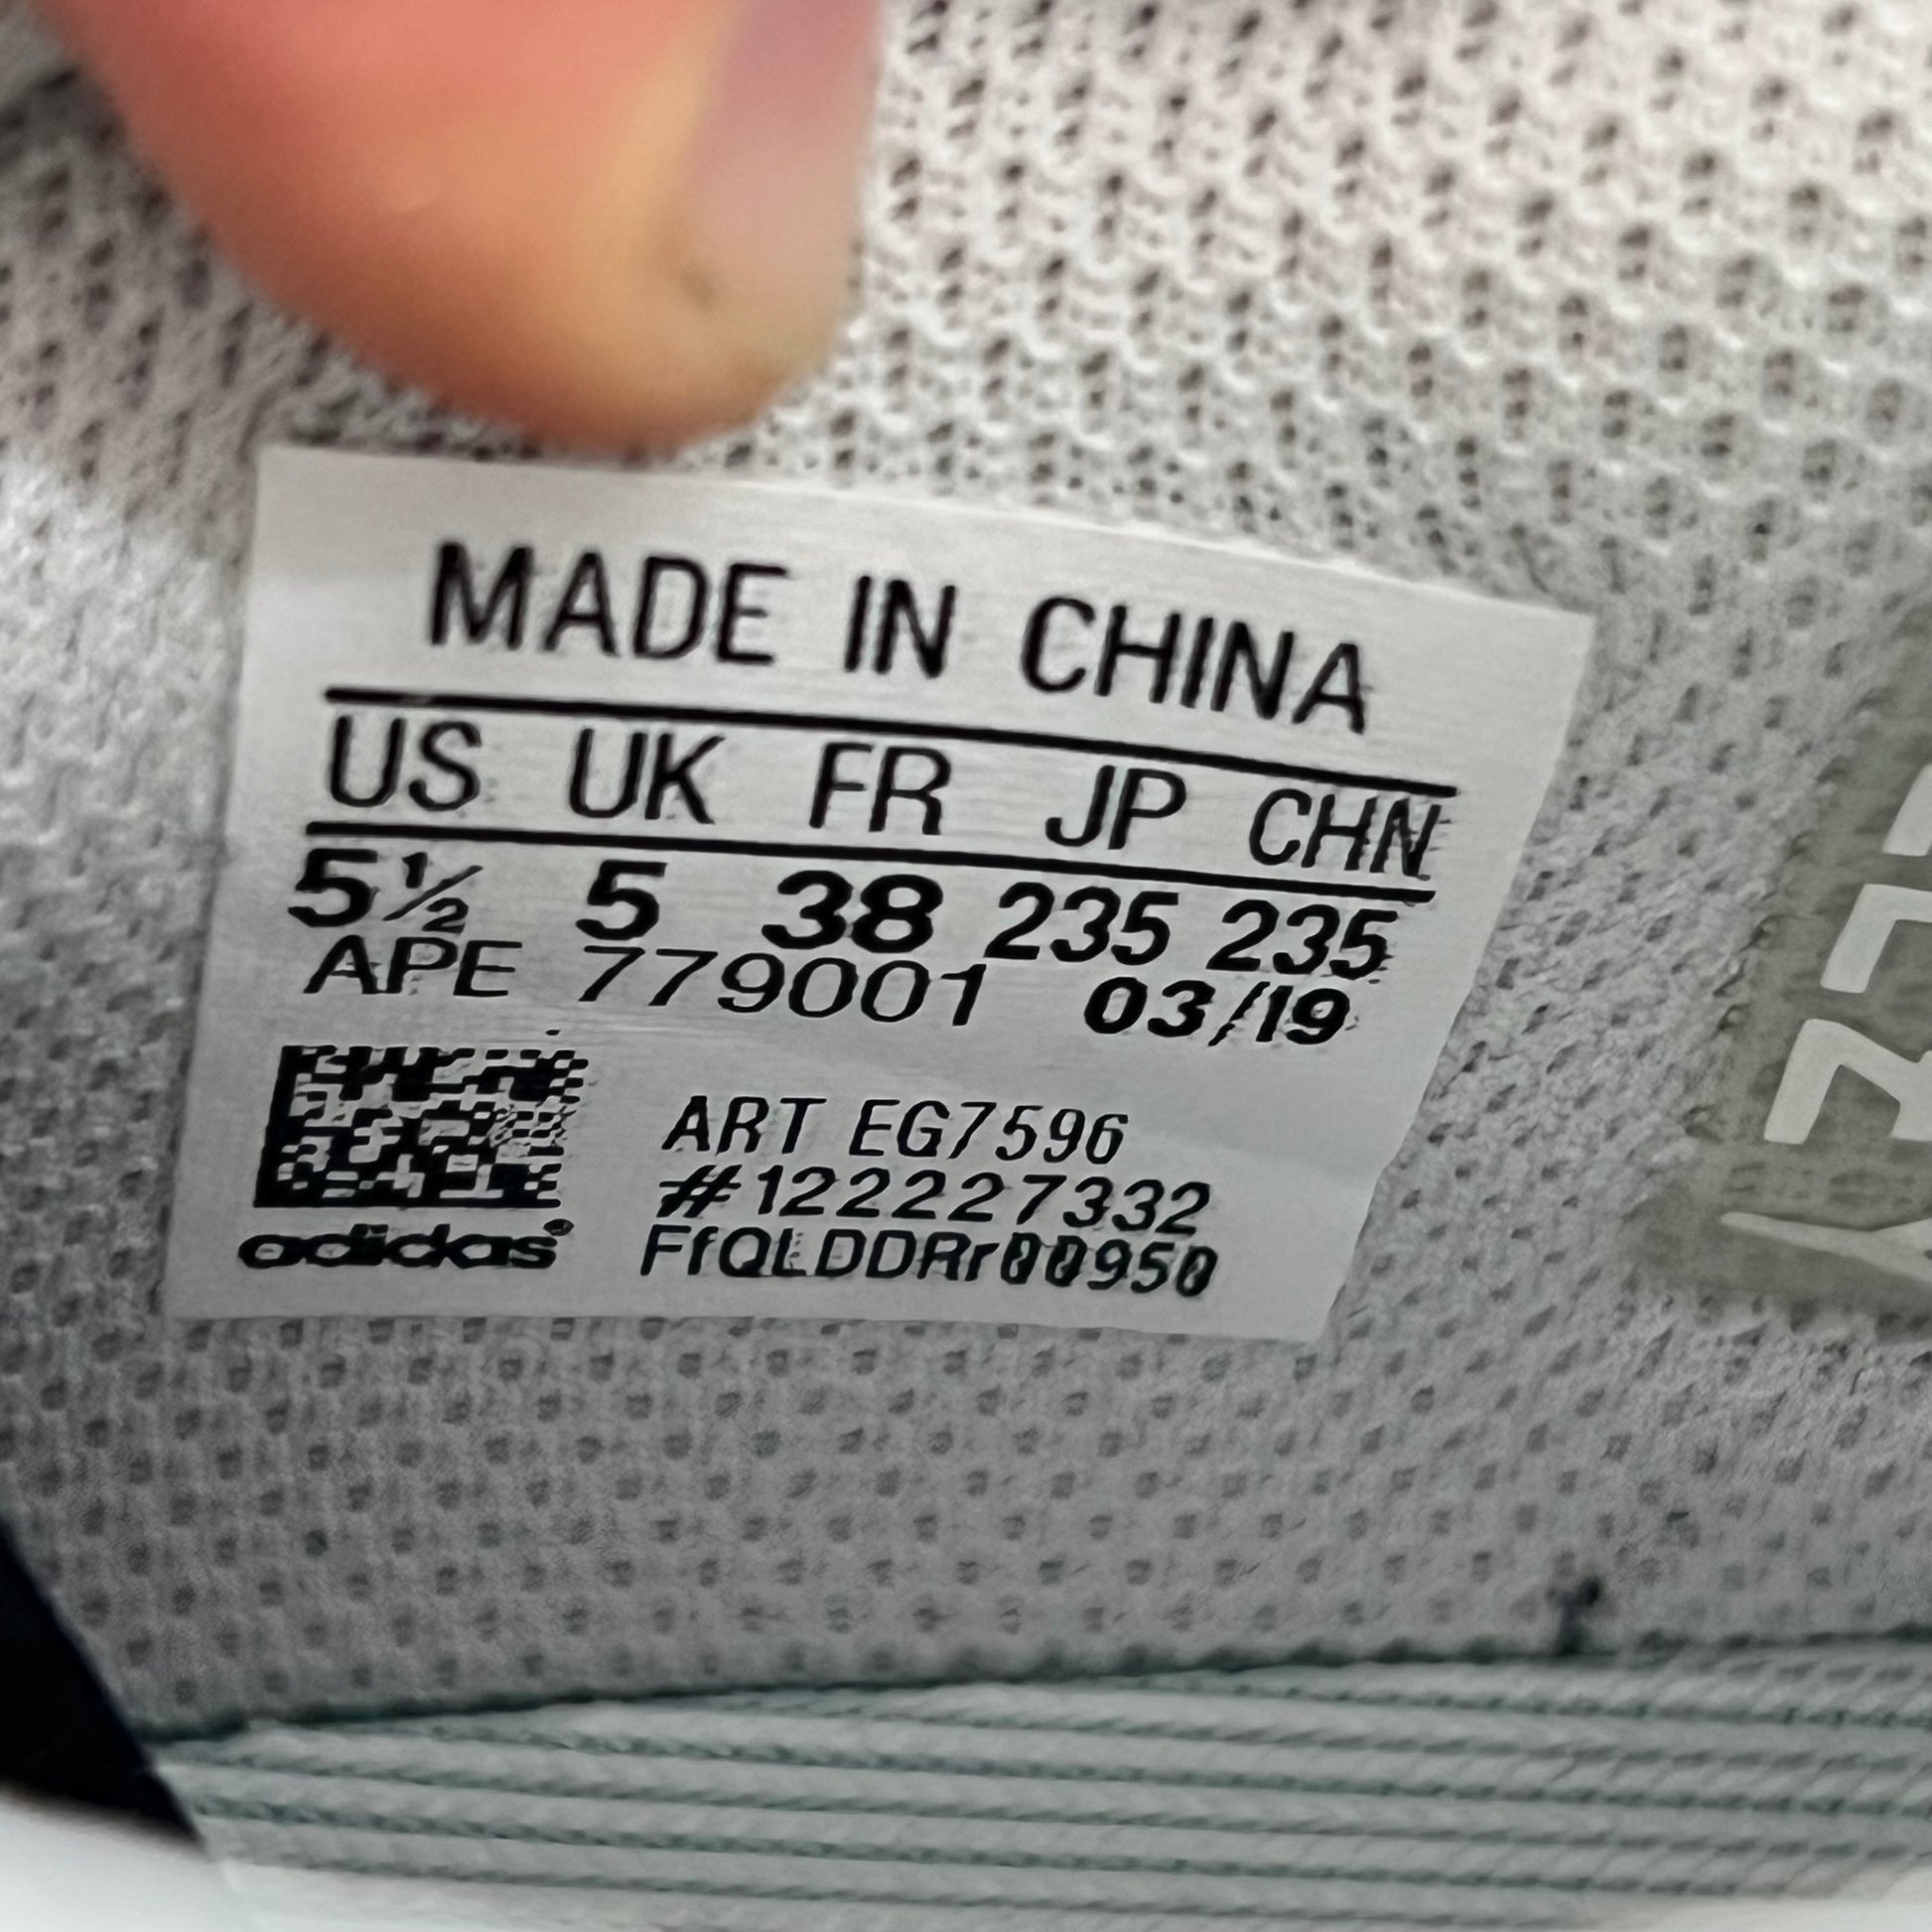 MADE IN CHINA
US UK FR JP CHN
5½ 5 38 235 235
APE 779001 03/19
ART EG7596
#122227332
FfQLDDRr00950
adidas®